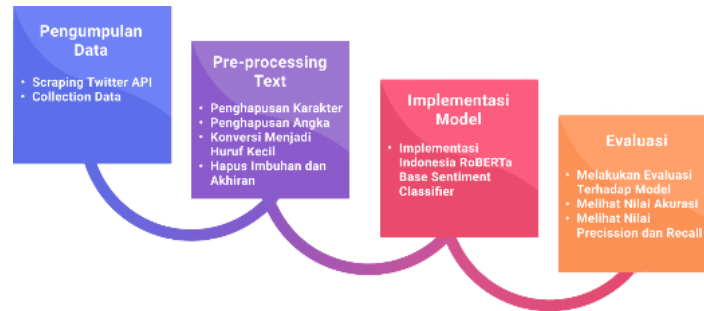 Pengumpulan
Data
• Scraping Twitter API
• Collection Data
Pre-processing
Text
• Penghapusan Karakter
• Penghapusan Angka
• Konversi Menjadi
Huruf Kecil
• Hapus Imbuhan dan
Akhiran
Implementasi
Model
• Implementasi
Indonesia RoBERTa
Base Sentiment
Classifier
Evaluasi
• Melakukan Evaluasi
Terhadap Model
• Melihat Nilai Akurasi
• Melihat Nilai
Precission dan Recall